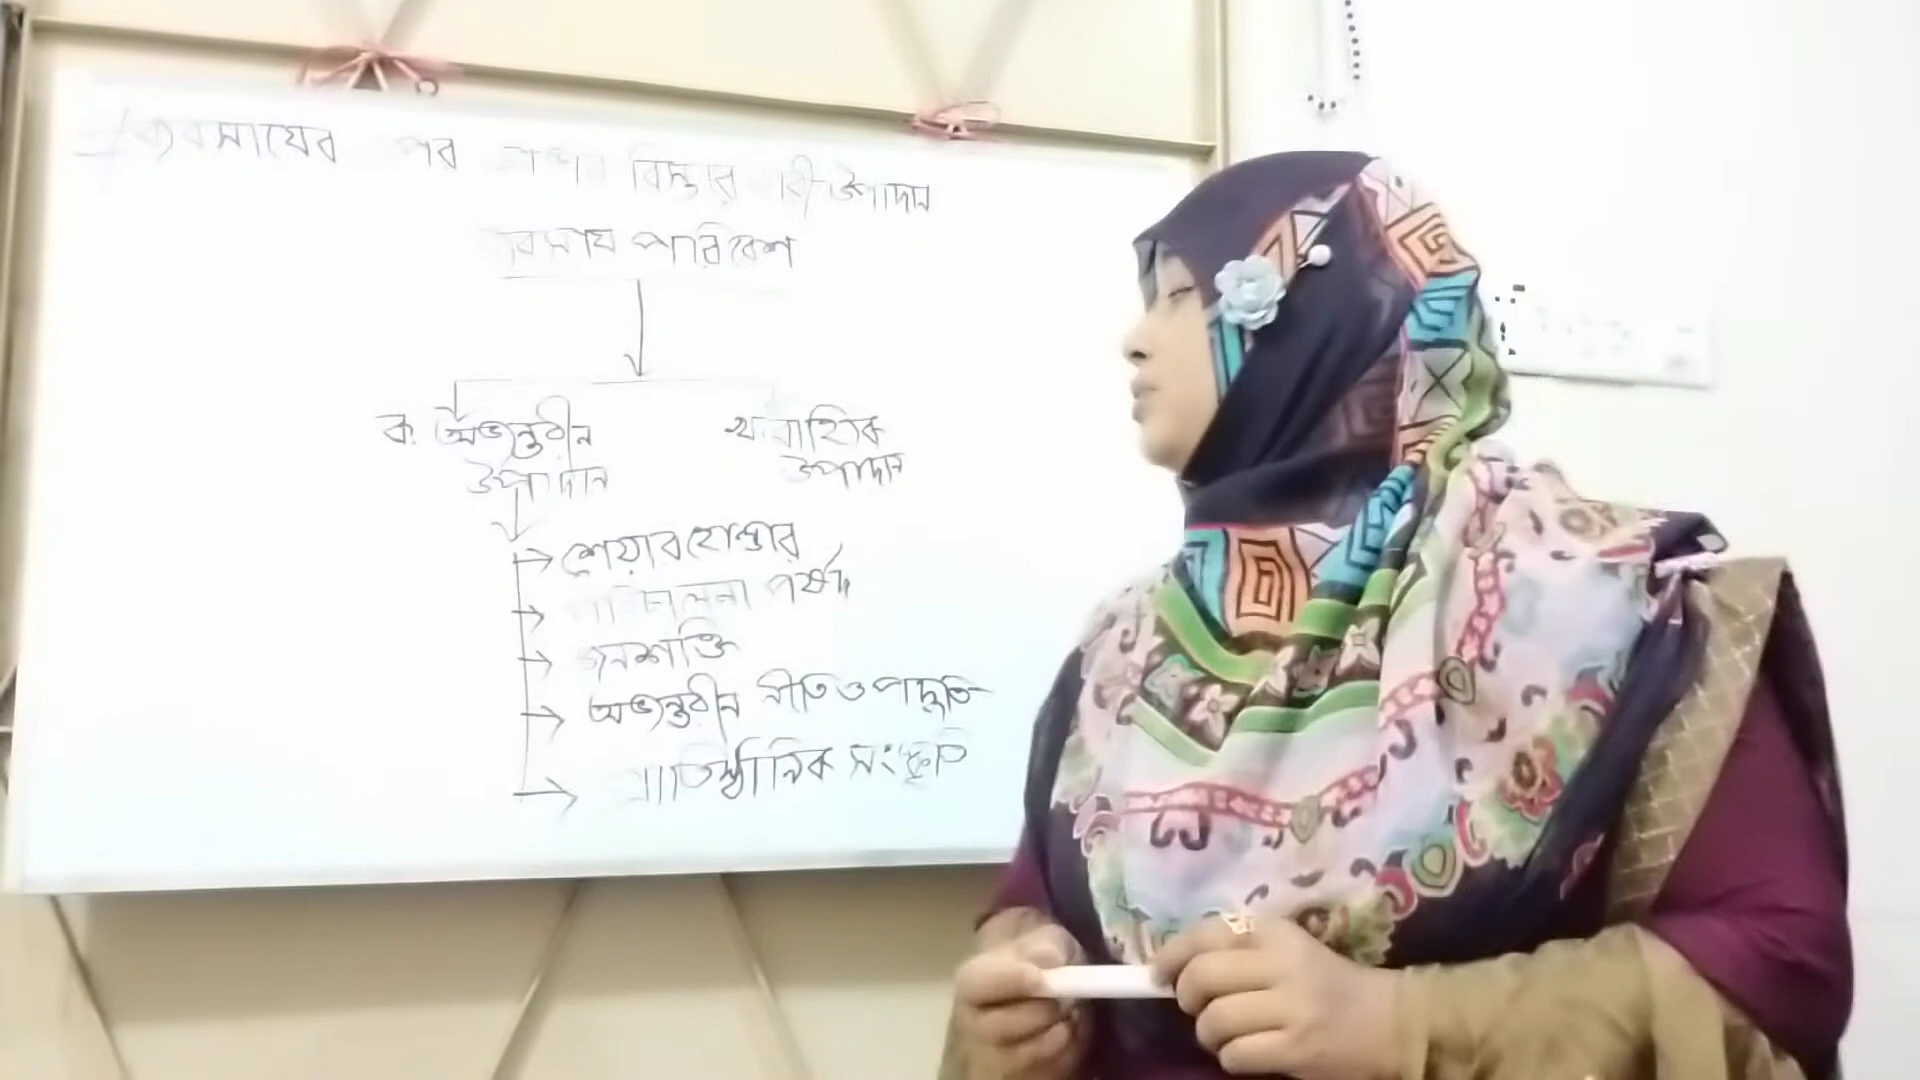 # ব্যবসায়ের উপর প্রভাব বিস্তারকারী উপাদান
ব্যবসায় পারিবেশ
ক. অভ্যন্তরীন
উপাদান
খ. বাহ্যিক
উপাদান
শেয়ারহোল্ডার
পরিচালনা পর্ষদ
জনশক্তি
অভ্যন্তরীন নীতি ও পদ্ধতি
প্রাতিষ্ঠানিক সংস্কৃতি